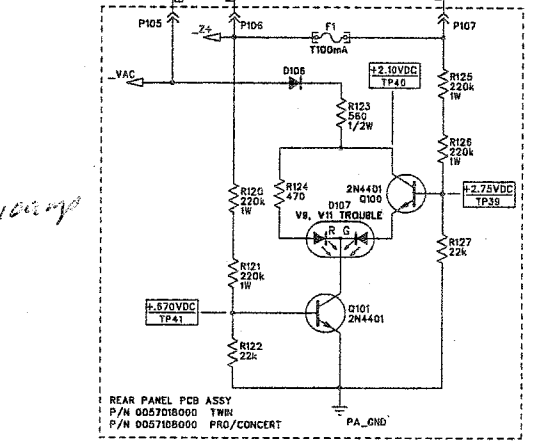 P105
P106
P107
_Z+
F1
T100mA
_VAC
D106
+2.10VDC
TP40
R125
220k
1W
R123
560
1/2W
R126
220k
1W
R120
220k
1W
R124
470
2N4401
Q100
+2.75VDC
TP39
D107
V9, V11 TROUBLE
R G
R127
22k
R121
220k
1W
+.670VDC
TP41
Q101
2N4401
R122
22k
REAR PANEL PCB ASSY
P/N 0057018000 TWIN
P/N 0057108000 PRO/CONCERT
PA_GND